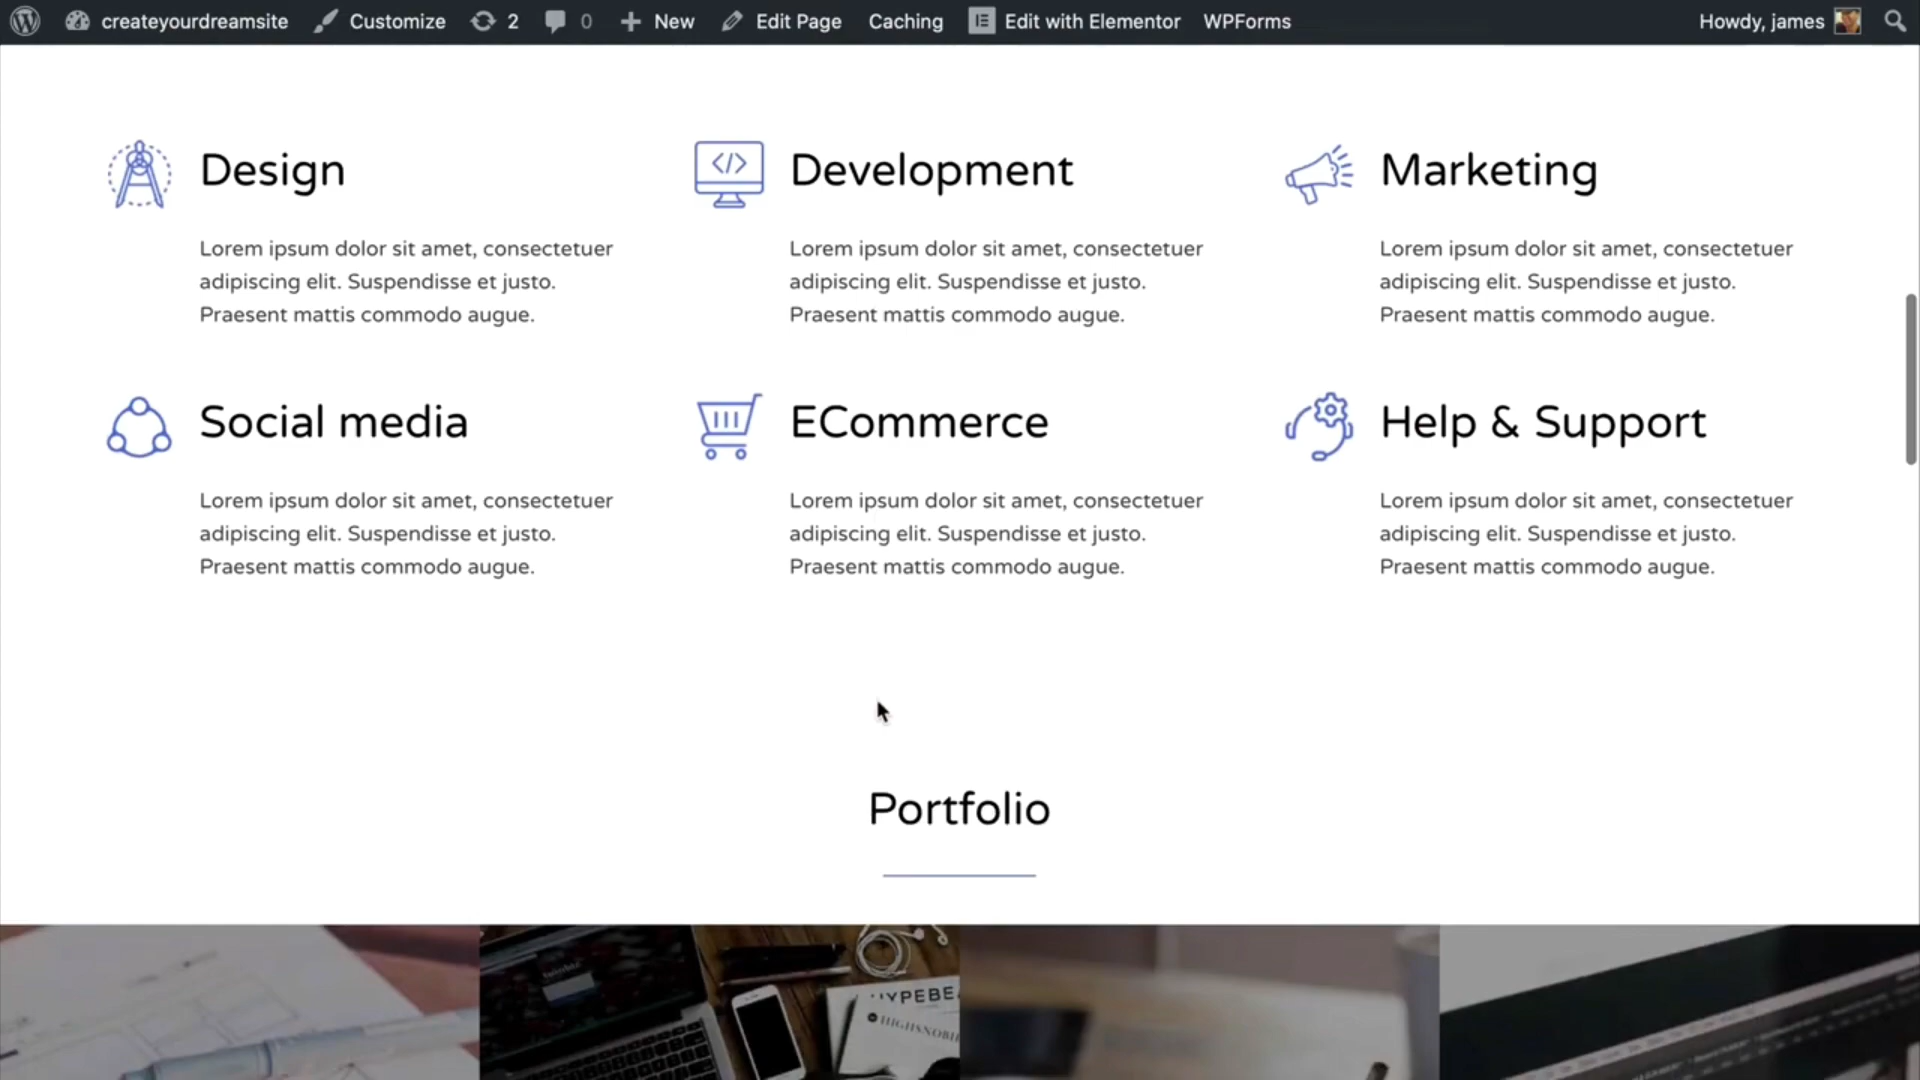 createyourdreamsite Customize 2 0 New Edit Page Caching Edit with Elementor WPForms Howdy, james
Design
Development
Marketing
Lorem ipsum dolor sit amet, consectetuer
adipiscing elit. Suspendisse et justo.
Praesent mattis commodo augue.
Lorem ipsum dolor sit amet, consectetuer
adipiscing elit. Suspendisse et justo.
Praesent mattis commodo augue.
Lorem ipsum dolor sit amet, consectetuer
adipiscing elit. Suspendisse et justo.
Praesent mattis commodo augue.
Social media
ECommerce
Help & Support
Lorem ipsum dolor sit amet, consectetuer
adipiscing elit. Suspendisse et justo.
Praesent mattis commodo augue.
Lorem ipsum dolor sit amet, consectetuer
adipiscing elit. Suspendisse et justo.
Praesent mattis commodo augue.
Lorem ipsum dolor sit amet, consectetuer
adipiscing elit. Suspendisse et justo.
Praesent mattis commodo augue.
Portfolio